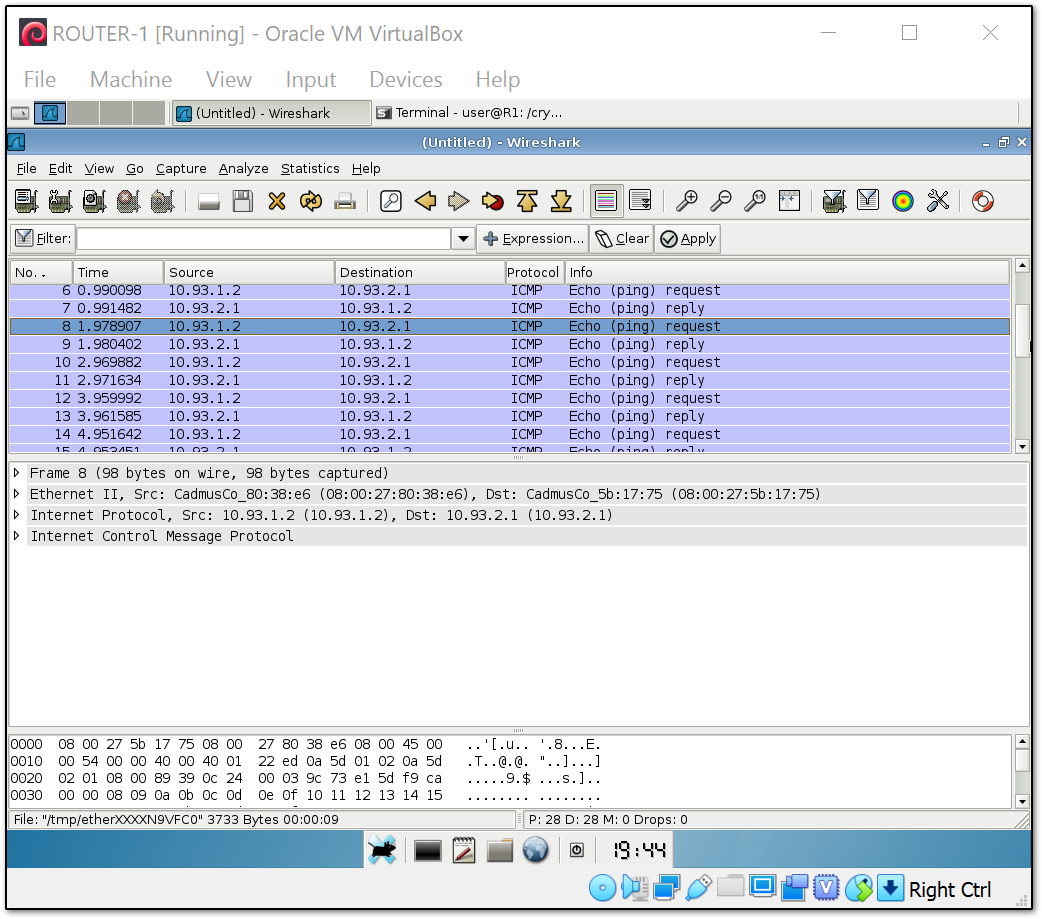 ROUTER-1 [Running] - Oracle VM VirtualBox
File Machine View Input Devices Help
(Untitled) - Wireshark Terminal - user@R1: /cry...
(Untitled) - Wireshark
File Edit View Go Capture Analyze Statistics Help
Filter: Expression... Clear Apply
No. . Time Source Destination Protocol Info
6 0.990098 10.93.1.2 10.93.2.1 ICMP Echo (ping) request
7 0.991482 10.93.2.1 10.93.1.2 ICMP Echo (ping) reply
8 1.978907 10.93.1.2 10.93.2.1 ICMP Echo (ping) request
9 1.980402 10.93.2.1 10.93.1.2 ICMP Echo (ping) reply
10 2.969882 10.93.1.2 10.93.2.1 ICMP Echo (ping) request
11 2.971634 10.93.2.1 10.93.1.2 ICMP Echo (ping) reply
12 3.959992 10.93.1.2 10.93.2.1 ICMP Echo (ping) request
13 3.961585 10.93.2.1 10.93.1.2 ICMP Echo (ping) reply
14 4.951642 10.93.1.2 10.93.2.1 ICMP Echo (ping) request
15 4.953451 10.93.2.1 10.93.1.2 ICMP Echo (ping) reply
Frame 8 (98 bytes on wire, 98 bytes captured)
Ethernet II, Src: CadmusCo_80:38:e6 (08:00:27:80:38:e6), Dst: CadmusCo_5b:17:75 (08:00:27:5b:17:75)
Internet Protocol, Src: 10.93.1.2 (10.93.1.2), Dst: 10.93.2.1 (10.93.2.1)
Internet Control Message Protocol
0000 08 00 27 5b 17 75 08 00 27 80 38 e6 08 00 45 00 ..'[.u.. '.8...E.
0010 00 54 00 00 40 00 40 01 22 ed 0a 5d 01 02 0a 5d .T..@.@. "..]...]
0020 02 01 08 00 89 39 0c 24 00 03 9c 73 e1 5d f9 ca .....9.$ ...s.]..
0030 00 00 08 09 0a 0b 0c 0d 0e 0f 10 11 12 13 14 15 ........ ........
File: "/tmp/etherXXXXN9VFC0" 3733 Bytes 00:00:09 P: 28 D: 28 M: 0 Drops: 0
19:44
Right Ctrl